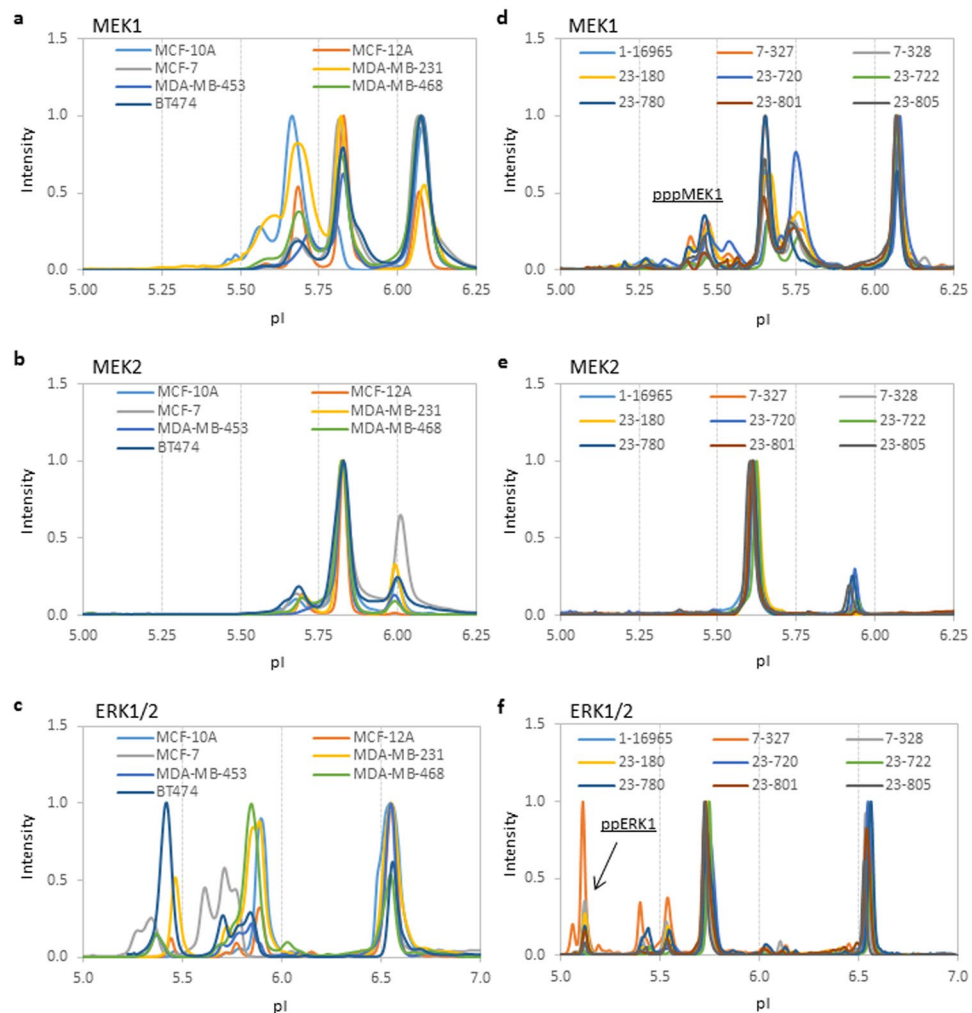 a MEK1
1.5
1.0
0.5
0.0
Intensity
MCF-10A MCF-12A
MCF-7 MDA-MB-231
MDA-MB-453 MDA-MB-468
BT474
5.00 5.25 5.50 5.75 6.00 6.25
pI
d MEK1
1.5
1.0
0.5
0.0
Intensity
1-16965 7-327 7-328
23-180 23-720 23-722
23-780 23-801 23-805
pppMEK1
5.00 5.25 5.50 5.75 6.00 6.25
pI
b MEK2
1.5
1.0
0.5
0.0
Intensity
MCF-10A MCF-12A
MCF-7 MDA-MB-231
MDA-MB-453 MDA-MB-468
BT474
5.00 5.25 5.50 5.75 6.00 6.25
pI
e MEK2
1.5
1.0
0.5
0.0
Intensity
1-16965 7-327 7-328
23-180 23-720 23-722
23-780 23-801 23-805
5.00 5.25 5.50 5.75 6.00 6.25
pI
c ERK1/2
1.5
1.0
0.5
0.0
Intensity
MCF-10A MCF-12A
MCF-7 MDA-MB-231
MDA-MB-453 MDA-MB-468
BT474
5.0 5.5 6.0 6.5 7.0
pI
f ERK1/2
1.5
1.0
0.5
0.0
Intensity
1-16965 7-327 7-328
23-180 23-720 23-722
23-780 23-801 23-805
ppERK1
5.0 5.5 6.0 6.5 7.0
pI